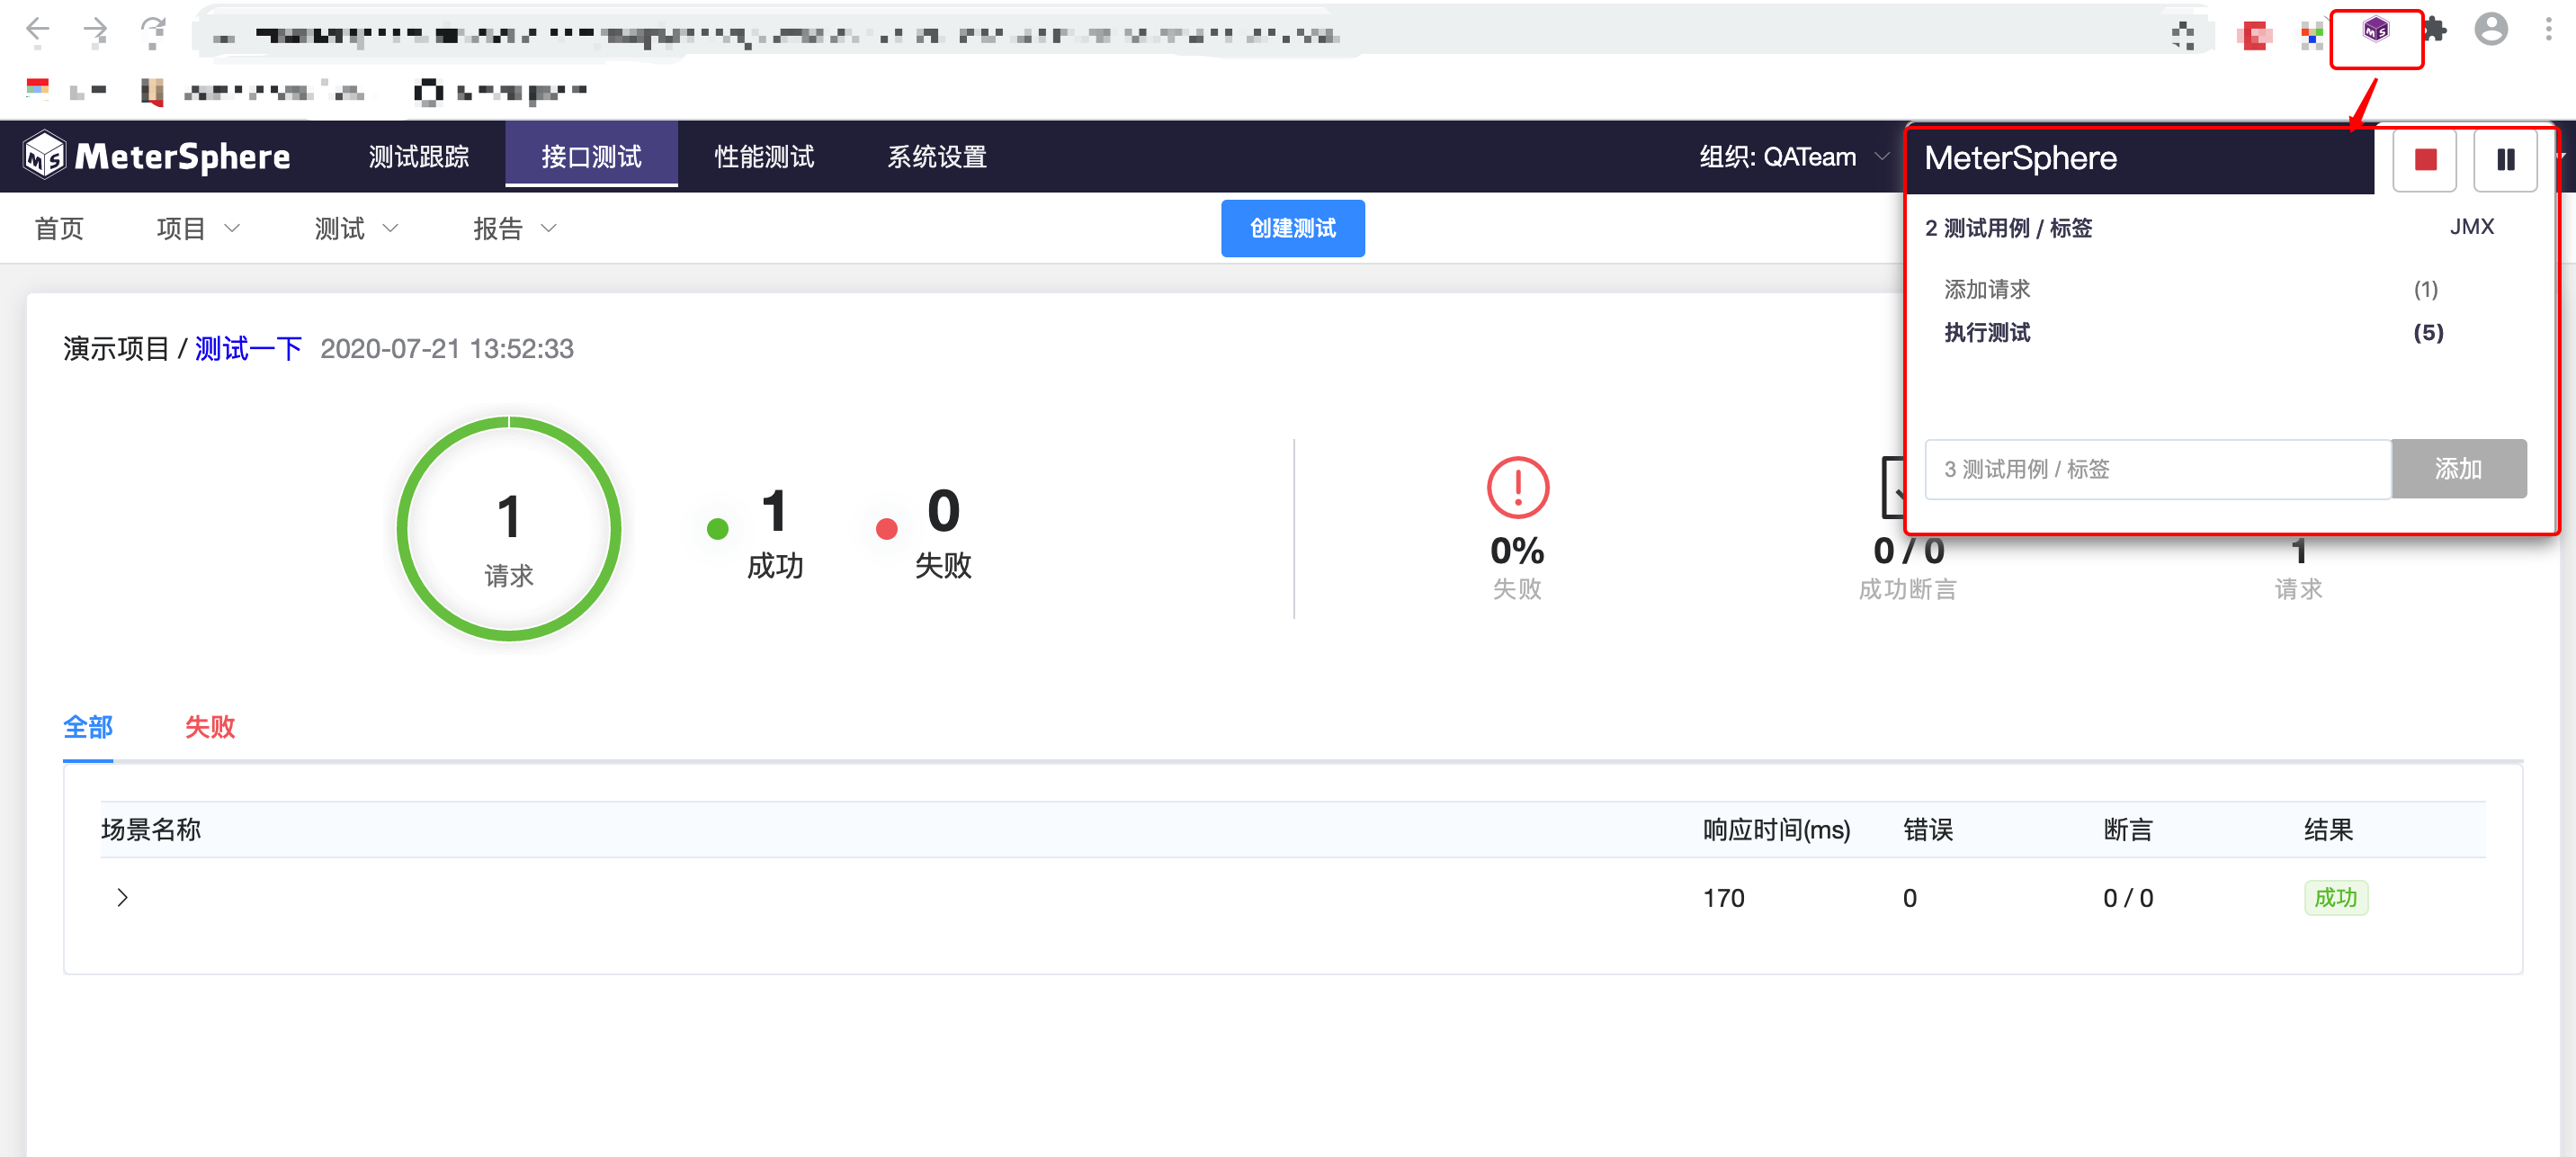 MeterSphere
测试跟踪
接口测试
性能测试
系统设置
组织: QATeam
首页
项目
测试
报告
创建测试
MeterSphere
2 测试用例 / 标签
JMX
添加请求 (1)
执行测试 (5)
3 测试用例 / 标签
添加
演示项目 / 测试一下 2020-07-21 13:52:33
1
请求
1
成功
0
失败
0%
失败
0 / 0
成功断言
1
请求
全部
失败
场景名称 响应时间(ms) 错误 断言 结果
170 0 0 / 0 成功